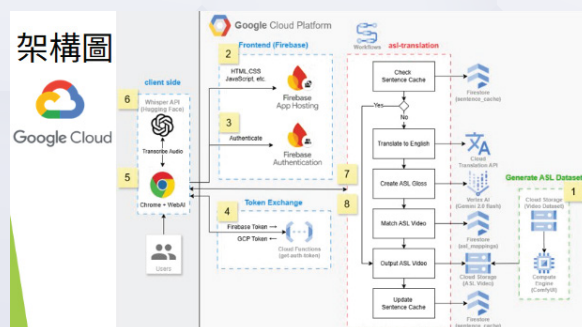 架構圖
Google Cloud
Google Cloud Platform
Workflows
asl-translation
Frontend (Firebase)
2
HTML,CSS
JavaScript, etc.
Firebase
App Hosting
3
Authenticate
Firebase
Authentication
Token Exchange
4
Firebase Token
GCP Token
Cloud Functions
(get-auth-token)
client side
6
Whisper API
(Hugging Face)
Transcribe Audio
5
Chrome + WebAI
Users
7
8
Check
Sentence Cache
Yes
No
Translate to English
Create ASL Gloss
Match ASL Video
Output ASL Video
Update
Sentence Cache
Firestore
(sentence_cache)
Cloud
Translation API
Vertex AI
(Gemini 2.0 flash)
Firestore
(asl_mappings)
Cloud Storage
(ASL Video)
Firestore
(sentence_cache)
Generate ASL Dataset
1
Cloud Storage
(Video Dataset)
Compute
Engine
(ComfyUI)